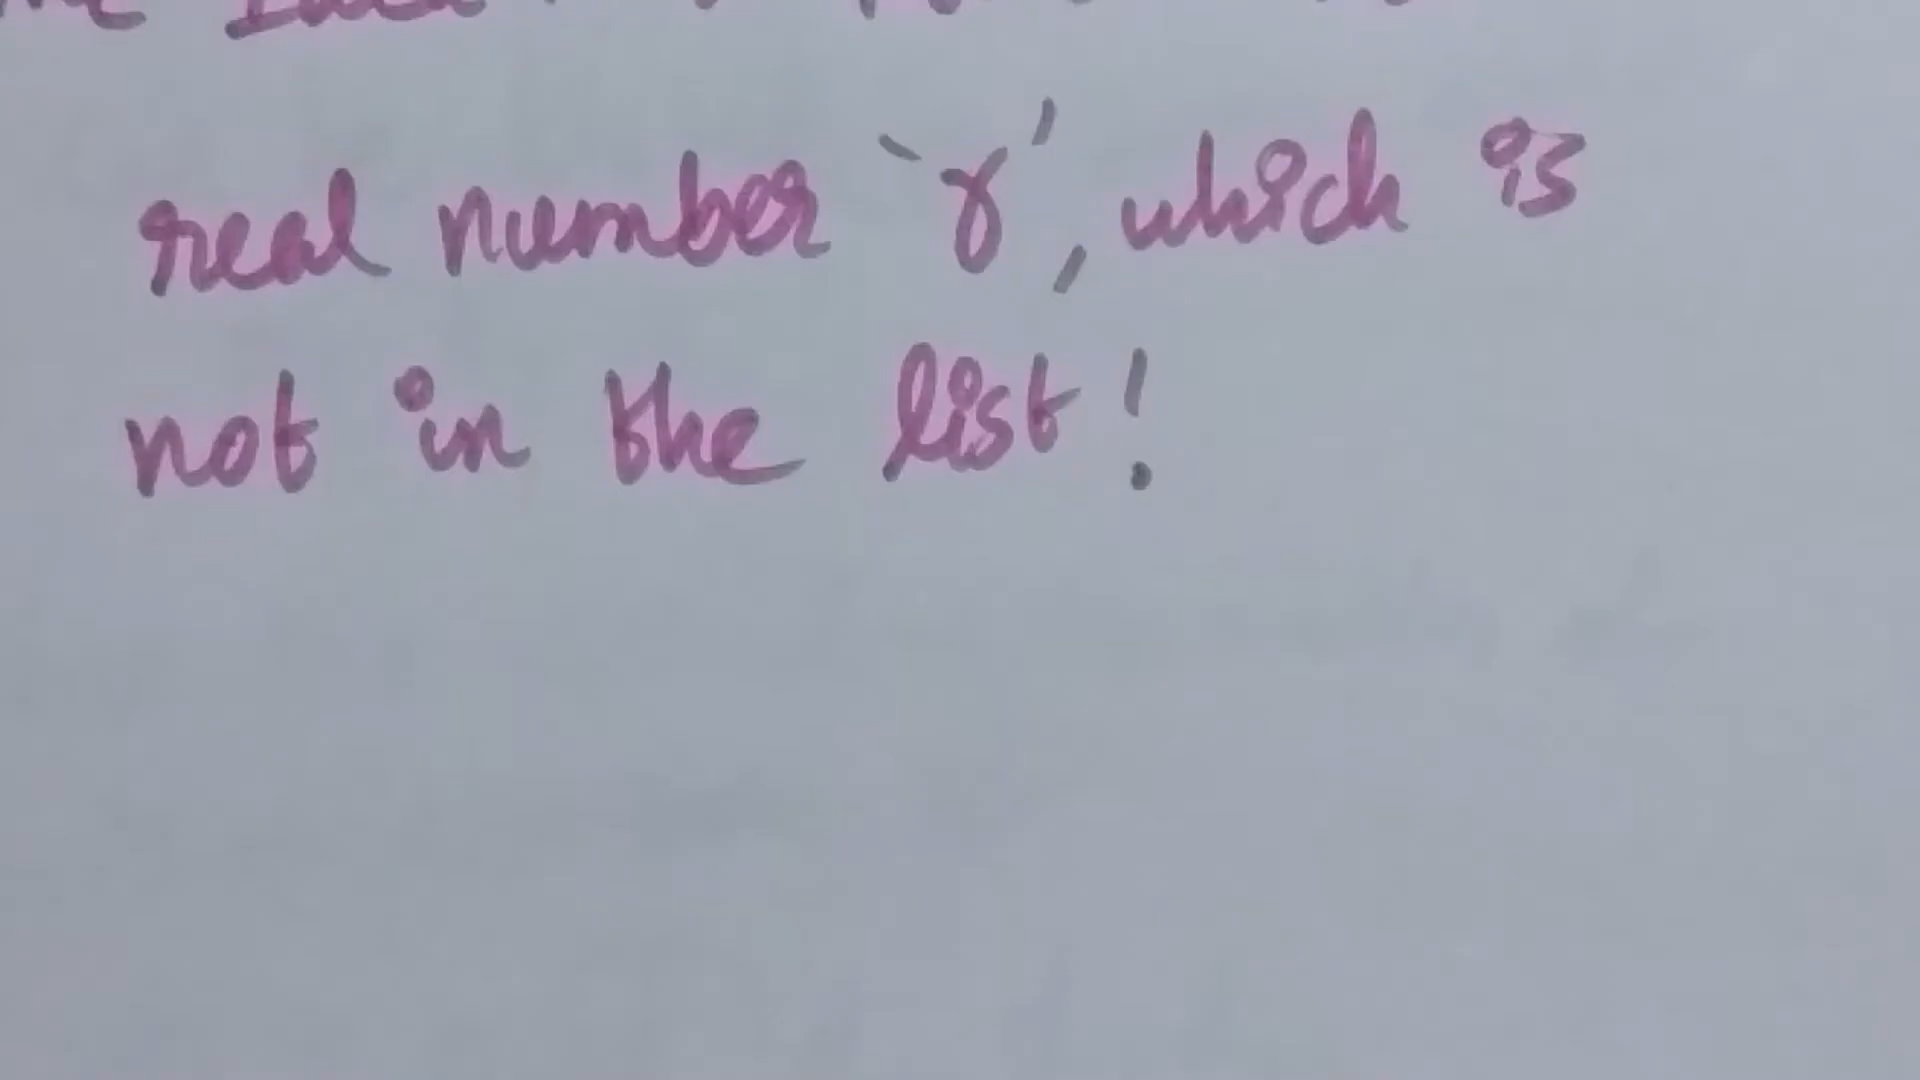 real number `r', which is
not in the list!